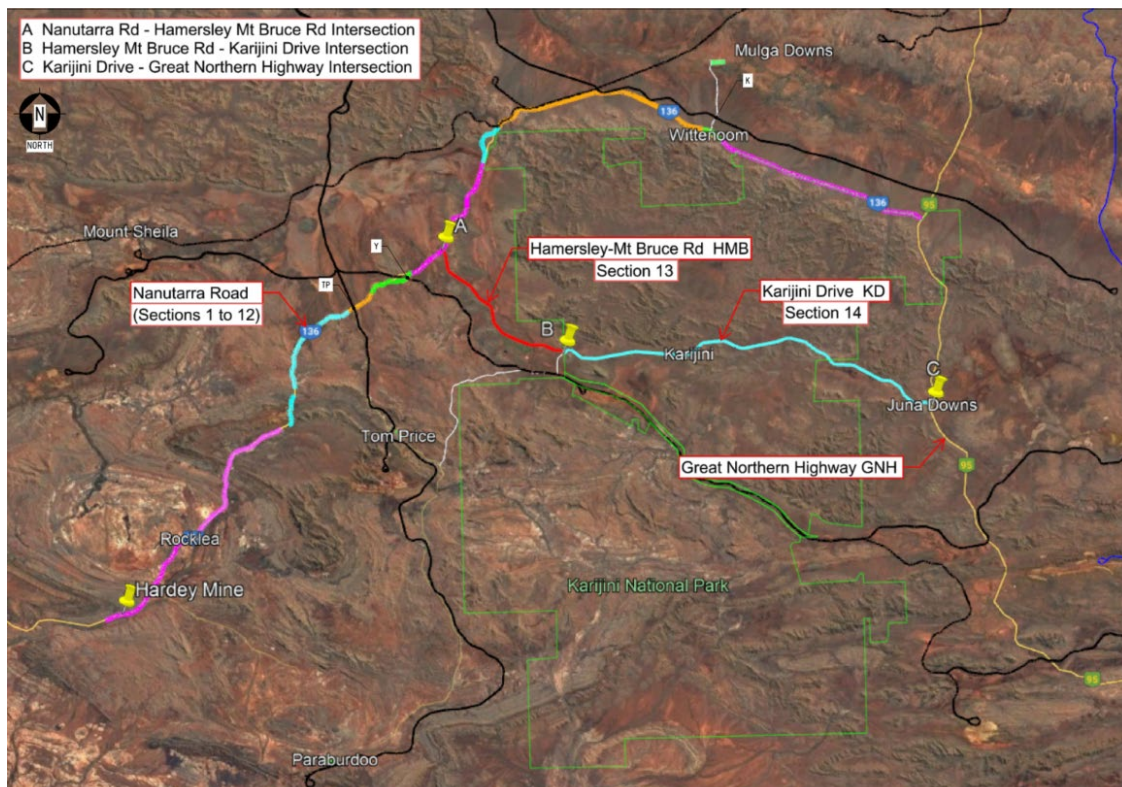 A Nanutarra Rd - Hamersley Mt Bruce Rd Intersection
B Hamersley Mt Bruce Rd - Karijini Drive Intersection
C Karijini Drive - Great Northern Highway Intersection
N
NORTH
Mulga Downs
K
136
Wittenoom
136
95
Mount Sheila
A
Y
Hamersley-Mt Bruce Rd HMB
Section 13
TP
Nanutarra Road
(Sections 1 to 12)
136
Karijini Drive KD
Section 14
B
Karijini
C
Juna Downs
Tom Price
Great Northern Highway GNH
95
Rocklea
Hardey Mine
Karijini National Park
95
Paraburdoo